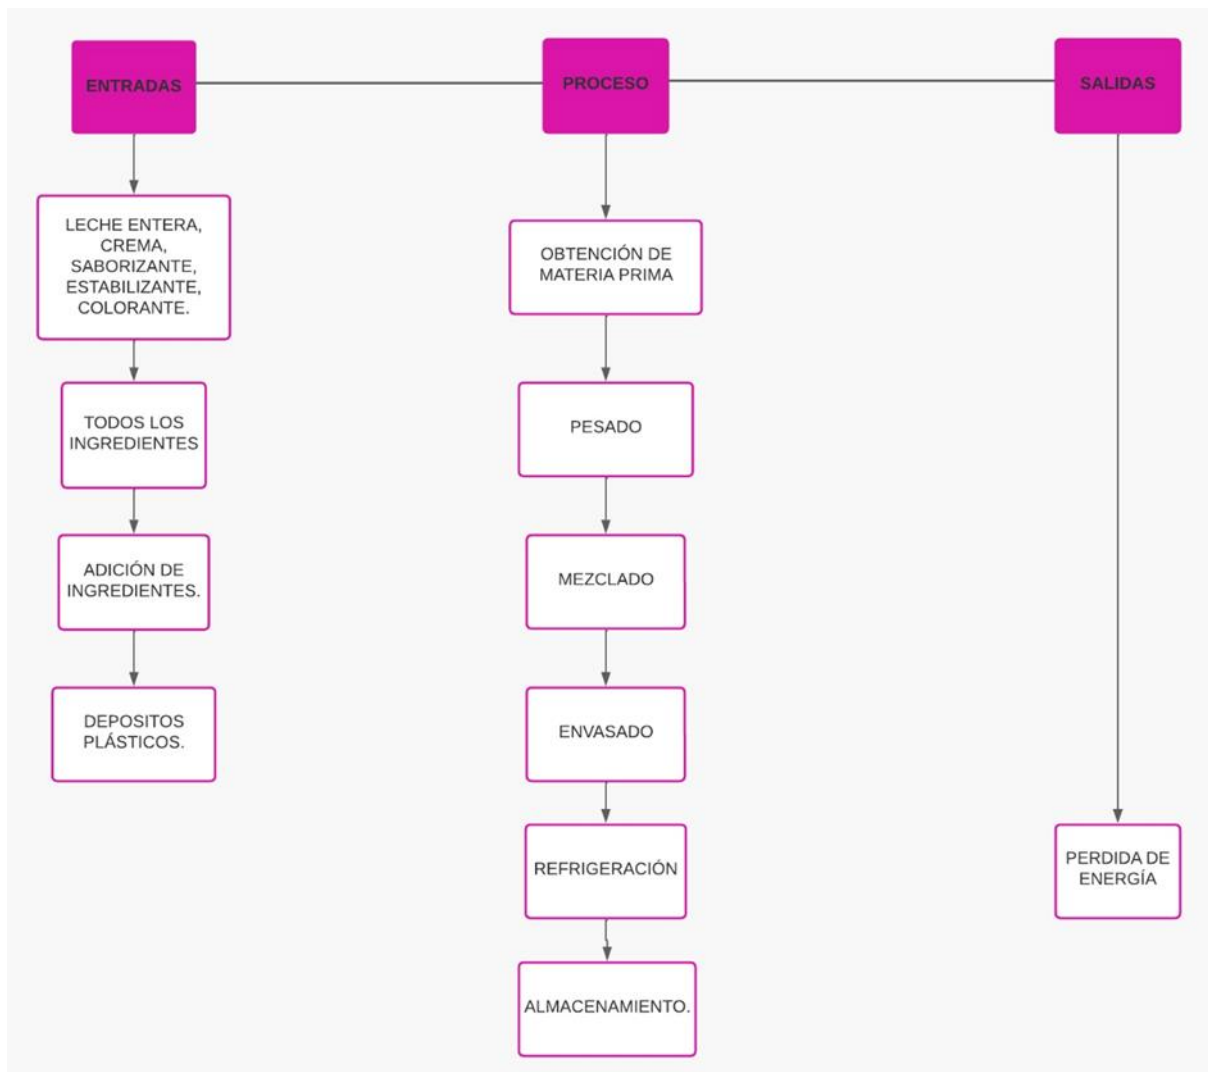 ENTRADAS
PROCESO
SALIDAS
LECHE ENTERA,
CREMA,
SABORIZANTE,
ESTABILIZANTE,
COLORANTE.
OBTENCIÓN DE
MATERIA PRIMA
TODOS LOS
INGREDIENTES
PESADO
ADICIÓN DE
INGREDIENTES.
MEZCLADO
DEPOSITOS
PLÁSTICOS.
ENVASADO
REFRIGERACIÓN
PERDIDA DE
ENERGÍA
ALMACENAMIENTO.